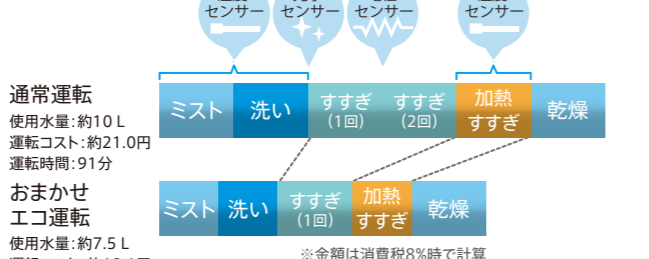 センサー センサー センサー センサー
通常運転
使用水量:約10 L
運転コスト:約21.0円
運転時間:91分
ミスト 洗い すすぎ(1回) すすぎ(2回) 加熱すすぎ 乾燥
おまかせ
エコ運転
使用水量:約7.5 L
ミスト 洗い すすぎ(1回) 加熱すすぎ 乾燥
※金額は消費税8%時で計算